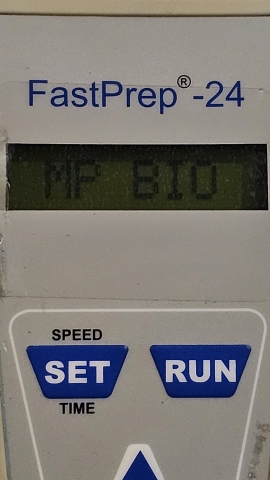 FastPrep®-24
MP BIO
SPEED
SET
TIME
RUN